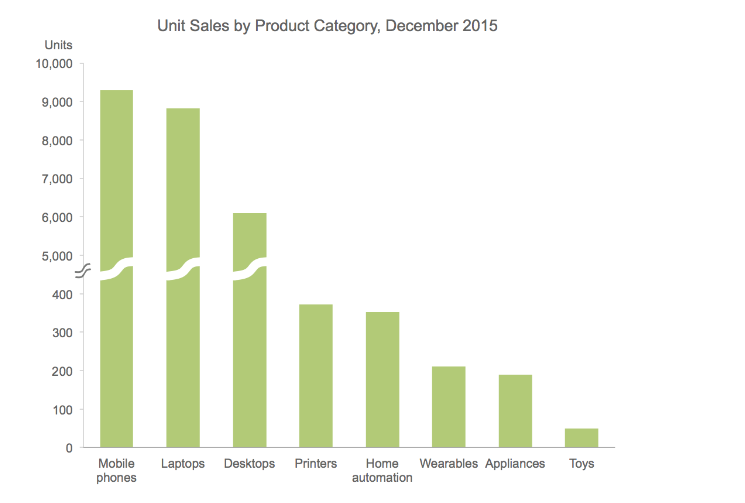 Unit Sales by Product Category, December 2015
Units
10,000
9,000
8,000
7,000
6,000
5,000
400
300
200
100
0
Mobile phones
Laptops
Desktops
Printers
Home automation
Wearables
Appliances
Toys